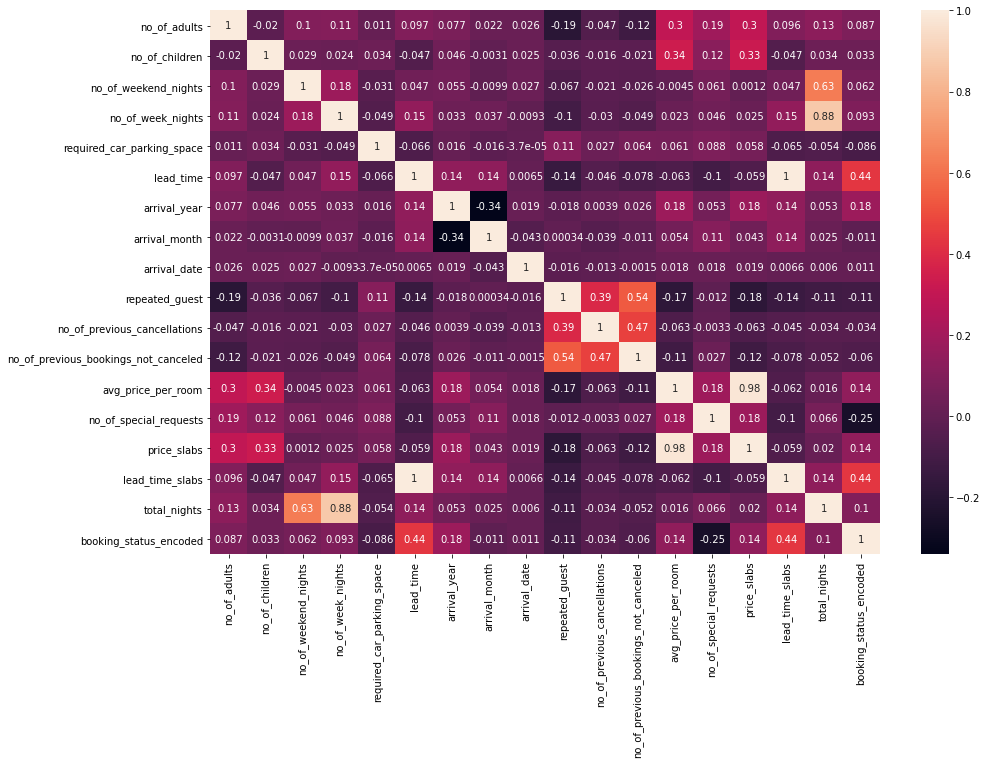 no_of_adults 1 -0.02 0.1 0.11 0.011 0.097 0.077 0.022 0.026 -0.19 -0.047 -0.12 0.3 0.19 0.3 0.096 0.13 0.087
no_of_children -0.02 1 0.029 0.024 0.034 -0.047 0.046 -0.0031 0.025 -0.036 -0.016 -0.021 0.34 0.12 0.33 -0.047 0.034 0.033
no_of_weekend_nights 0.1 0.029 1 0.18 -0.031 0.047 0.055 -0.0099 0.027 -0.067 -0.021 -0.026 -0.0045 0.061 0.0012 0.047 0.63 0.062
no_of_week_nights 0.11 0.024 0.18 1 -0.049 0.15 0.033 0.037 -0.0093 -0.1 -0.03 -0.049 0.023 0.046 0.025 0.15 0.88 0.093
required_car_parking_space 0.011 0.034 -0.031 -0.049 1 -0.066 0.016 -0.016 -3.7e-05 0.11 0.027 0.064 0.061 0.088 0.058 -0.065 -0.054 -0.086
lead_time 0.097 -0.047 0.047 0.15 -0.066 1 0.14 0.14 0.0065 -0.14 -0.046 -0.078 -0.063 -0.1 -0.059 1 0.14 0.44
arrival_year 0.077 0.046 0.055 0.033 0.016 0.14 1 -0.34 0.019 -0.018 0.0039 0.026 0.18 0.053 0.18 0.14 0.053 0.18
arrival_month 0.022 -0.0031 -0.0099 0.037 -0.016 0.14 -0.34 1 -0.043 0.00034 -0.039 -0.011 0.054 0.11 0.043 0.14 0.025 -0.011
arrival_date 0.026 0.025 0.027 -0.0093 -3.7e-05 0.0065 0.019 -0.043 1 -0.016 -0.013 -0.0015 0.018 0.018 0.019 0.0066 0.006 0.011
repeated_guest -0.19 -0.036 -0.067 -0.1 0.11 -0.14 -0.018 0.00034 -0.016 1 0.39 0.54 -0.17 -0.012 -0.18 -0.14 -0.11 -0.11
no_of_previous_cancellations -0.047 -0.016 -0.021 -0.03 0.027 -0.046 0.0039 -0.039 -0.013 0.39 1 0.47 -0.063 -0.0033 -0.063 -0.045 -0.034 -0.034
no_of_previous_bookings_not_canceled -0.12 -0.021 -0.026 -0.049 0.064 -0.078 0.026 -0.011 -0.0015 0.54 0.47 1 -0.11 0.027 -0.12 -0.078 -0.052 -0.06
avg_price_per_room 0.3 0.34 -0.0045 0.023 0.061 -0.063 0.18 0.054 0.018 -0.17 -0.063 -0.11 1 0.18 0.98 -0.062 0.016 0.14
no_of_special_requests 0.19 0.12 0.061 0.046 0.088 -0.1 0.053 0.11 0.018 -0.012 -0.0033 0.027 0.18 1 0.18 -0.1 0.066 -0.25
price_slabs 0.3 0.33 0.0012 0.025 0.058 -0.059 0.18 0.043 0.019 -0.18 -0.063 -0.12 0.98 0.18 1 -0.059 0.02 0.14
lead_time_slabs 0.096 -0.047 0.047 0.15 -0.065 1 0.14 0.14 0.0066 -0.14 -0.045 -0.078 -0.062 -0.1 -0.059 1 0.14 0.44
total_nights 0.13 0.034 0.63 0.88 -0.054 0.14 0.053 0.025 0.006 -0.11 -0.034 -0.052 0.016 0.066 0.02 0.14 1 0.1
booking_status_encoded 0.087 0.033 0.062 0.093 -0.086 0.44 0.18 -0.011 0.011 -0.11 -0.034 -0.06 0.14 -0.25 0.14 0.44 0.1 1
no_of_adults
no_of_children
no_of_weekend_nights
no_of_week_nights
required_car_parking_space
lead_time
arrival_year
arrival_month
arrival_date
repeated_guest
no_of_previous_cancellations
no_of_previous_bookings_not_canceled
avg_price_per_room
no_of_special_requests
price_slabs
lead_time_slabs
total_nights
booking_status_encoded
1.0
0.8
0.6
0.4
0.2
0.0
−0.2